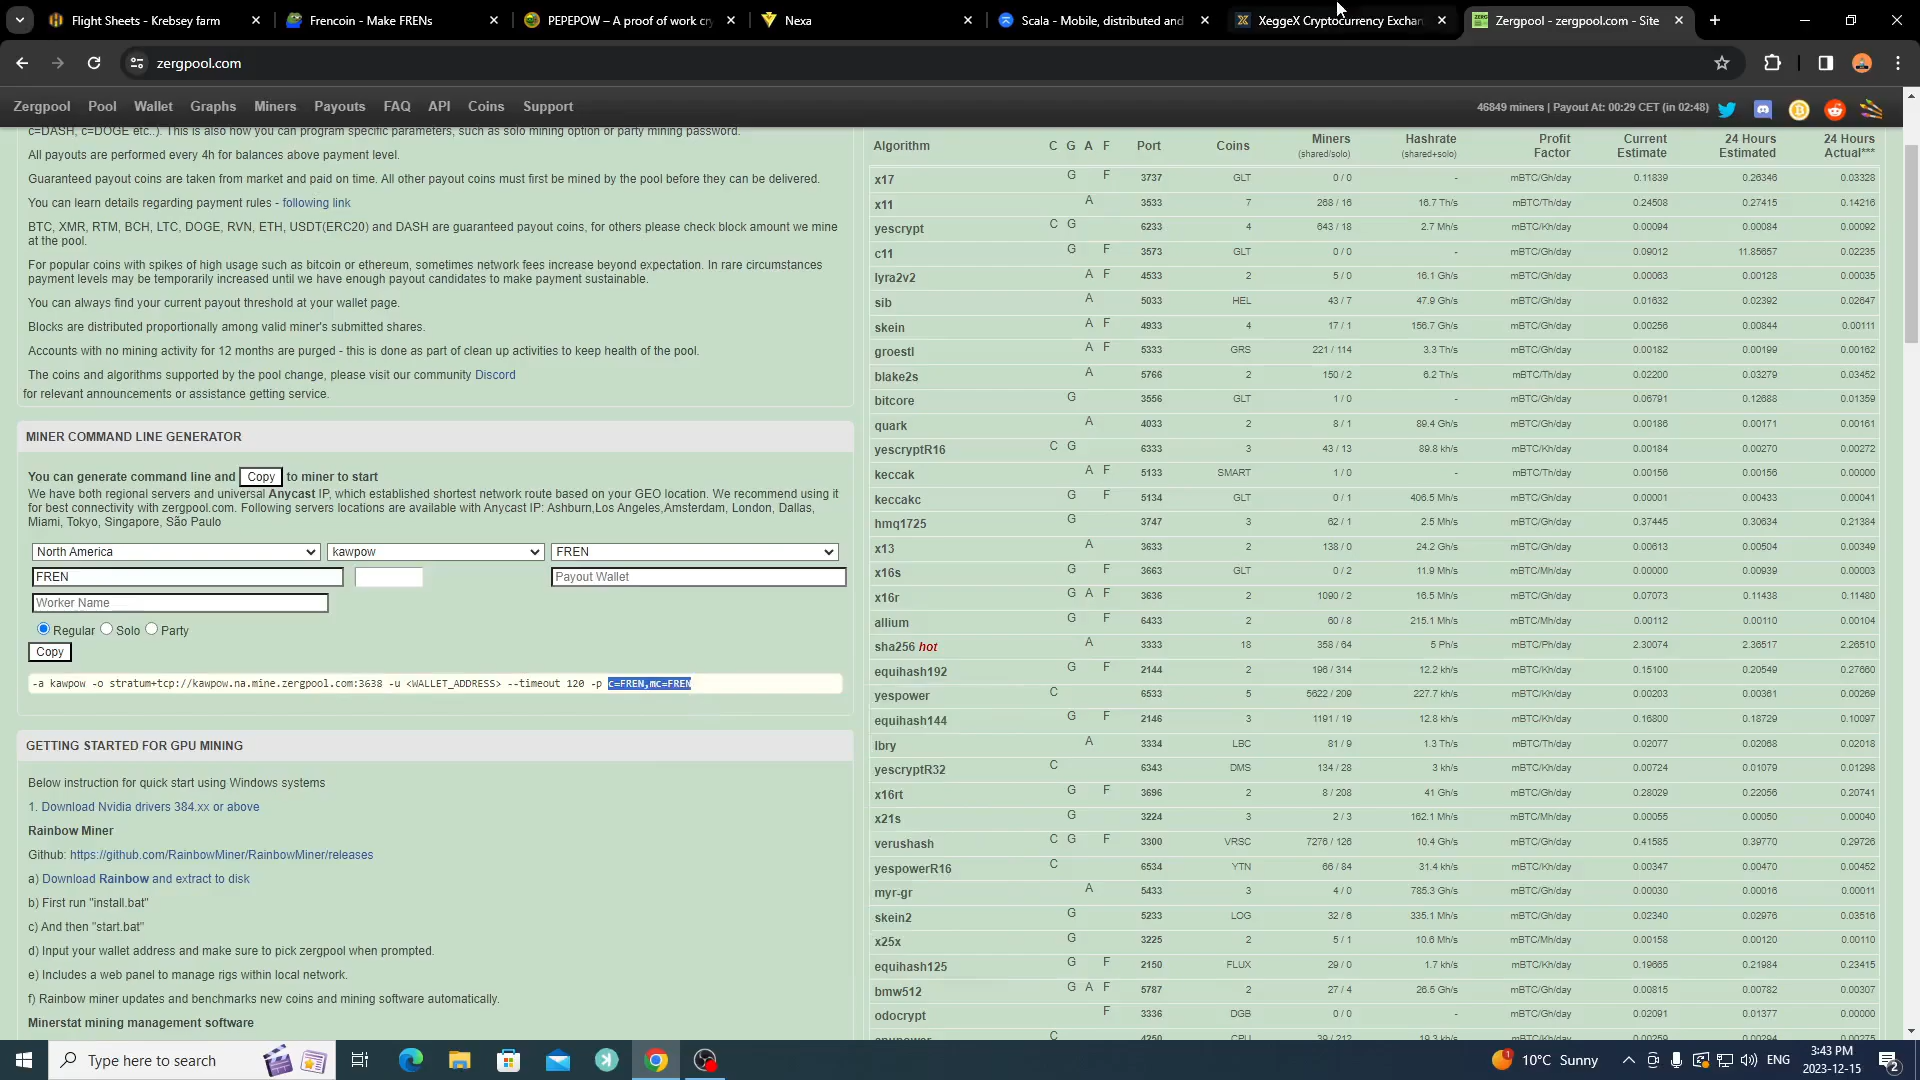 Flight Sheets - Krebsey farm
Frencoin - Make FRENs
PEPEPOW – A proof of work cr
Nexa
Scala - Mobile, distributed and
XeggeX Cryptocurrency Exchan
Zergpool - zergpool.com - Site
zergpool.com
Zergpool Pool Wallet Graphs Miners Payouts FAQ API Coins Support
46849 miners | Payout At: 00:29 CET (in 02:48)
c=DASH, c=DOGE etc..). This is also how you can program specific parameters, such as solo mining option or party mining password.
All payouts are performed every 4h for balances above payment level.
Guaranteed payout coins are taken from market and paid on time. All other payout coins must first be mined by the pool before they can be delivered.
You can learn details regarding payment rules - following link
BTC, XMR, RTM, BCH, LTC, DOGE, RVN, ETH, USDT(ERC20) and DASH are guaranteed payout coins, for others please check block amount we mine
at the pool.
For popular coins with spikes of high usage such as bitcoin or ethereum, sometimes network fees increase beyond expectation. In rare circumstances
payment levels may be temporarily increased until we have enough payout candidates to make payment sustainable.
You can always find your current payout threshold at your wallet page.
Blocks are distributed proportionally among valid miner's submitted shares.
Accounts with no mining activity for 12 months are purged - this is done as part of clean up activities to keep health of the pool.
The coins and algorithms supported by the pool change, please visit our community Discord
for relevant announcements or assistance getting service.
MINER COMMAND LINE GENERATOR
You can generate command line and Copy to miner to start
We have both regional servers and universal Anycast IP, which established shortest network route based on your GEO location. We recommend using it
for best connectivity with zergpool.com. Following servers locations are available with Anycast IP: Ashburn,Los Angeles,Amsterdam, London, Dallas,
Miami, Tokyo, Singapore, São Paulo
North America kawpow FREN
FREN Payout Wallet
Worker Name
Regular Solo Party
Copy
-a kawpow -o stratum+tcp://kawpow.na.mine.zergpool.com:3638 -u <WALLET_ADDRESS> --timeout 120 -p c=FREN,mc=FREN
GETTING STARTED FOR GPU MINING
Below instruction for quick start using Windows systems
1. Download Nvidia drivers 384.xx or above
Rainbow Miner
Github: https://github.com/RainbowMiner/RainbowMiner/releases
a) Download Rainbow and extract to disk
b) First run "install.bat"
c) And then "start.bat"
d) Input your wallet address and make sure to pick zergpool when prompted.
e) Includes a web panel to manage rigs within local network.
f) Rainbow miner updates and benchmarks new coins and mining software automatically.
Minerstat mining management software
Algorithm C G A F Port Coins Miners (shared/solo) Hashrate (shared+solo) Profit Factor Current Estimate 24 Hours Estimated 24 Hours Actual***
x17 G F 3737 GLT 0 / 0 - mBTC/Gh/day 0.11839 0.26346 0.03328
x11 A 3533 7 268 / 16 16.7 Th/s mBTC/Th/day 0.24508 0.27415 0.14216
yescrypt C G 6233 4 643 / 18 2.7 Mh/s mBTC/Kh/day 0.00094 0.00084 0.00092
c11 G F 3573 GLT 0 / 0 - mBTC/Gh/day 0.09012 11.85657 0.02235
lyra2v2 A F 4533 2 5 / 0 16.1 Gh/s mBTC/Gh/day 0.00063 0.00128 0.00035
sib A 5033 HEL 43 / 7 47.9 Gh/s mBTC/Gh/day 0.01632 0.02392 0.02647
skein A F 4933 4 17 / 1 156.7 Gh/s mBTC/Gh/day 0.00256 0.00844 0.00111
groestl A F 5333 GRS 221 / 114 3.3 Th/s mBTC/Gh/day 0.00182 0.00199 0.00162
blake2s A 5766 2 150 / 2 6.2 Th/s mBTC/Th/day 0.02200 0.03279 0.03452
bitcore G 3556 GLT 1 / 0 - mBTC/Gh/day 0.06791 0.12688 0.01359
quark A 4033 2 8 / 1 89.4 Gh/s mBTC/Gh/day 0.00186 0.00171 0.00161
yescryptR16 C G 6333 3 43 / 13 89.8 kh/s mBTC/Kh/day 0.00184 0.00270 0.00272
keccak A F 5133 SMART 1 / 0 - mBTC/Th/day 0.00156 0.00156 0.00000
keccakc G F 5134 GLT 0 / 1 406.5 Mh/s mBTC/Gh/day 0.00001 0.00433 0.00041
hmq1725 G 3747 3 62 / 1 2.5 Mh/s mBTC/Gh/day 0.37445 0.30634 0.21384
x13 A 3633 2 138 / 0 24.2 Gh/s mBTC/Gh/day 0.00613 0.00504 0.00349
x16s G F 3663 GLT 0 / 2 11.9 Mh/s mBTC/Mh/day 0.00000 0.00939 0.00003
x16r G A F 3636 2 1090 / 2 16.5 Mh/s mBTC/Gh/day 0.07073 0.11438 0.11480
allium G F 6433 2 60 / 8 215.1 Mh/s mBTC/Mh/day 0.00112 0.00110 0.00104
sha256 hot A 3333 18 358 / 64 5 Ph/s mBTC/Ph/day 2.30074 2.36517 2.26510
equihash192 G F 2144 2 196 / 314 12.2 kh/s mBTC/Kh/day 0.15100 0.20549 0.27660
yespower C 6533 5 5622 / 209 227.7 kh/s mBTC/Kh/day 0.00203 0.00361 0.00269
equihash144 G F 2146 3 1191 / 19 12.8 kh/s mBTC/Kh/day 0.16800 0.18729 0.10097
lbry A 3334 LBC 81 / 9 1.3 Th/s mBTC/Th/day 0.02077 0.02068 0.02018
yescryptR32 C 6343 DMS 134 / 28 3 kh/s mBTC/Kh/day 0.00724 0.01079 0.01298
x16rt G F 3696 2 8 / 208 41 Gh/s mBTC/Gh/day 0.28029 0.22056 0.20741
x21s G 3224 3 2 / 3 162.1 Mh/s mBTC/Mh/day 0.00055 0.00050 0.00040
verushash C G F 3300 VRSC 7276 / 126 10.4 Gh/s mBTC/Gh/day 0.41585 0.39770 0.29726
yespowerR16 C 6534 YTN 66 / 84 31.4 kh/s mBTC/Kh/day 0.00347 0.00470 0.00452
myr-gr A 5433 3 4 / 0 785.3 Gh/s mBTC/Gh/day 0.00030 0.00016 0.00011
skein2 G 5233 LOG 32 / 6 335.1 Mh/s mBTC/Gh/day 0.02340 0.02976 0.03516
x25x G 3225 2 5 / 1 10.6 Mh/s mBTC/Mh/day 0.00158 0.00120 0.00110
equihash125 G F 2150 FLUX 29 / 0 1.7 kh/s mBTC/Kh/day 0.19665 0.21984 0.23415
bmw512 G A F 5787 2 27 / 4 26.5 Gh/s mBTC/Gh/day 0.00815 0.00782 0.00307
odocrypt F 3336 DGB 0 / 0 - mBTC/Gh/day 0.02091 0.01377 0.00000
Type here to search
10°C Sunny
ENG
3:43 PM
2023-12-15
2